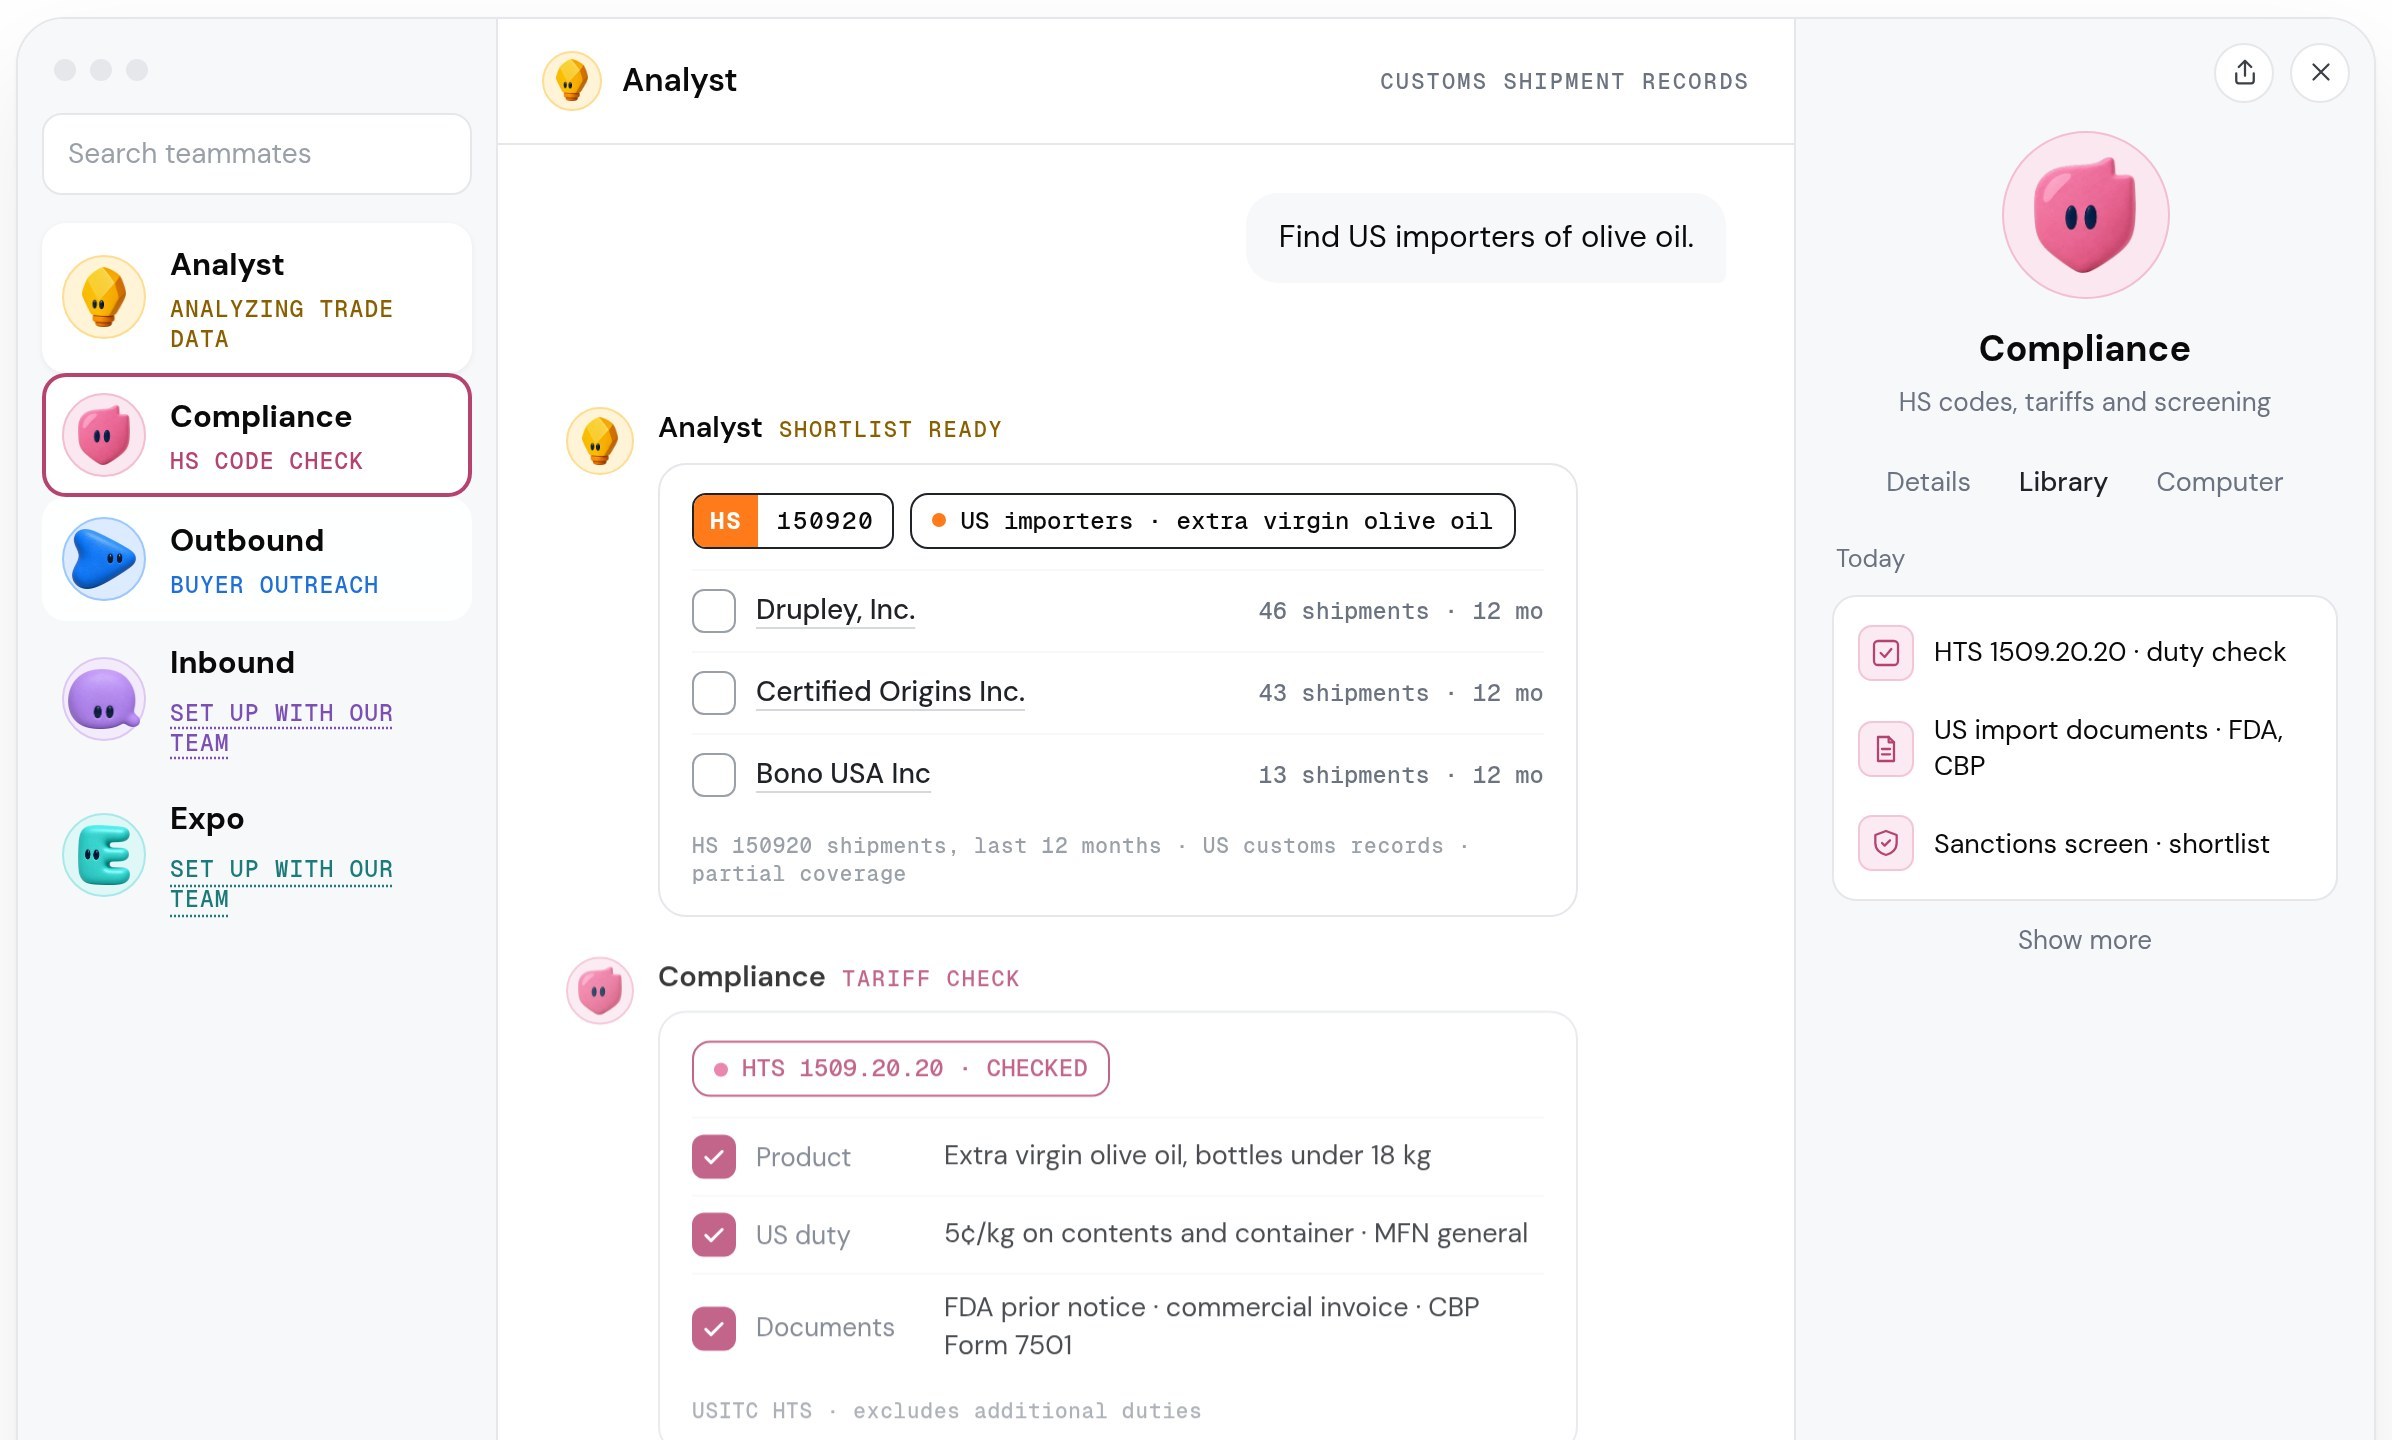 Search teammates
Analyst
ANALYZING TRADE
DATA
Compliance
HS CODE CHECK
Outbound
BUYER OUTREACH
Inbound
SET UP WITH OUR
TEAM
Expo
SET UP WITH OUR
TEAM
Analyst
CUSTOMS SHIPMENT RECORDS
Find US importers of olive oil.
Analyst SHORTLIST READY
HS 150920 US importers · extra virgin olive oil
Drupley, Inc. 46 shipments · 12 mo
Certified Origins Inc. 43 shipments · 12 mo
Bono USA Inc 13 shipments · 12 mo
HS 150920 shipments, last 12 months · US customs records ·
partial coverage
Compliance TARIFF CHECK
HTS 1509.20.20 · CHECKED
Product Extra virgin olive oil, bottles under 18 kg
US duty 5¢/kg on contents and container · MFN general
Documents FDA prior notice · commercial invoice · CBP
Form 7501
USITC HTS · excludes additional duties
Compliance
HS codes, tariffs and screening
Details Library Computer
Today
HTS 1509.20.20 · duty check
US import documents · FDA,
CBP
Sanctions screen · shortlist
Show more